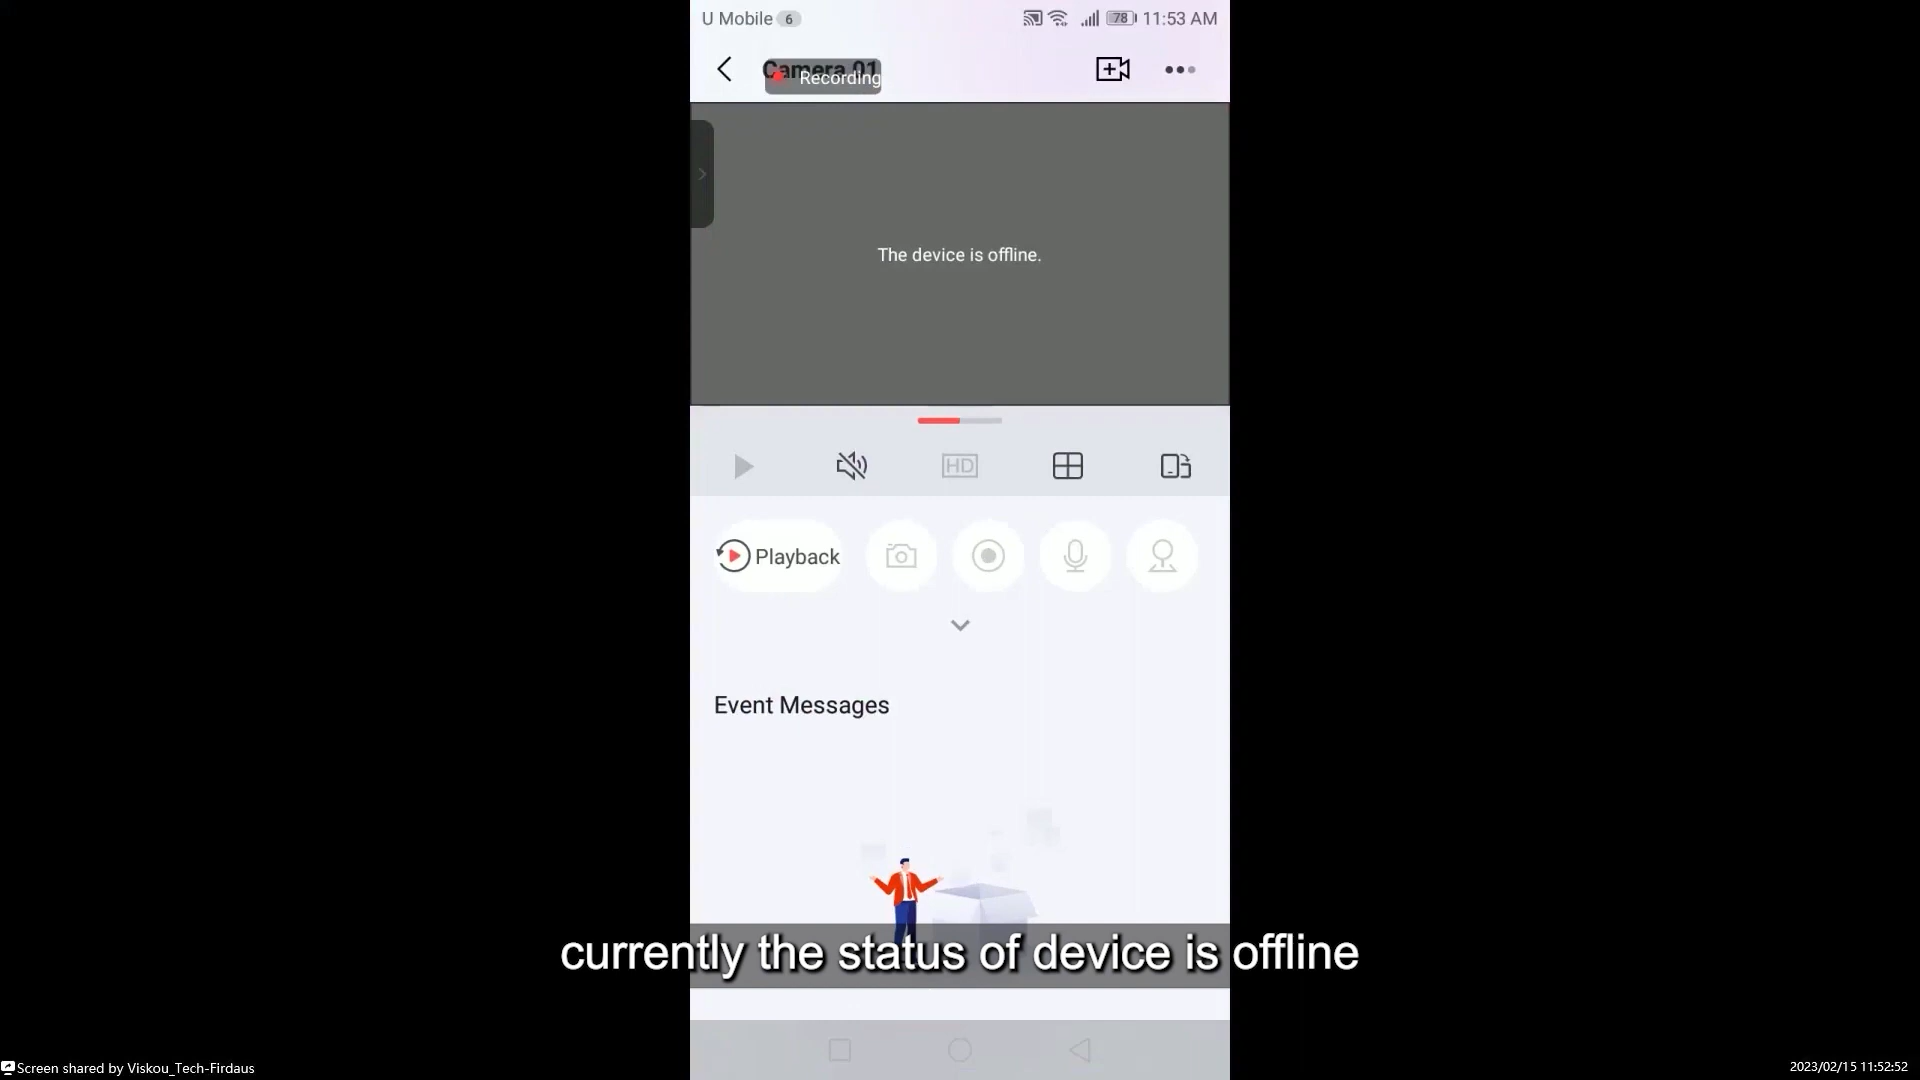 U Mobile 6
78 11:53 AM
Camera 01
Recording
The device is offline.
HD
Playback
Event Messages
currently the status of device is offline
Screen shared by Viskou_Tech-Firdaus
2023/02/15 11:52:52